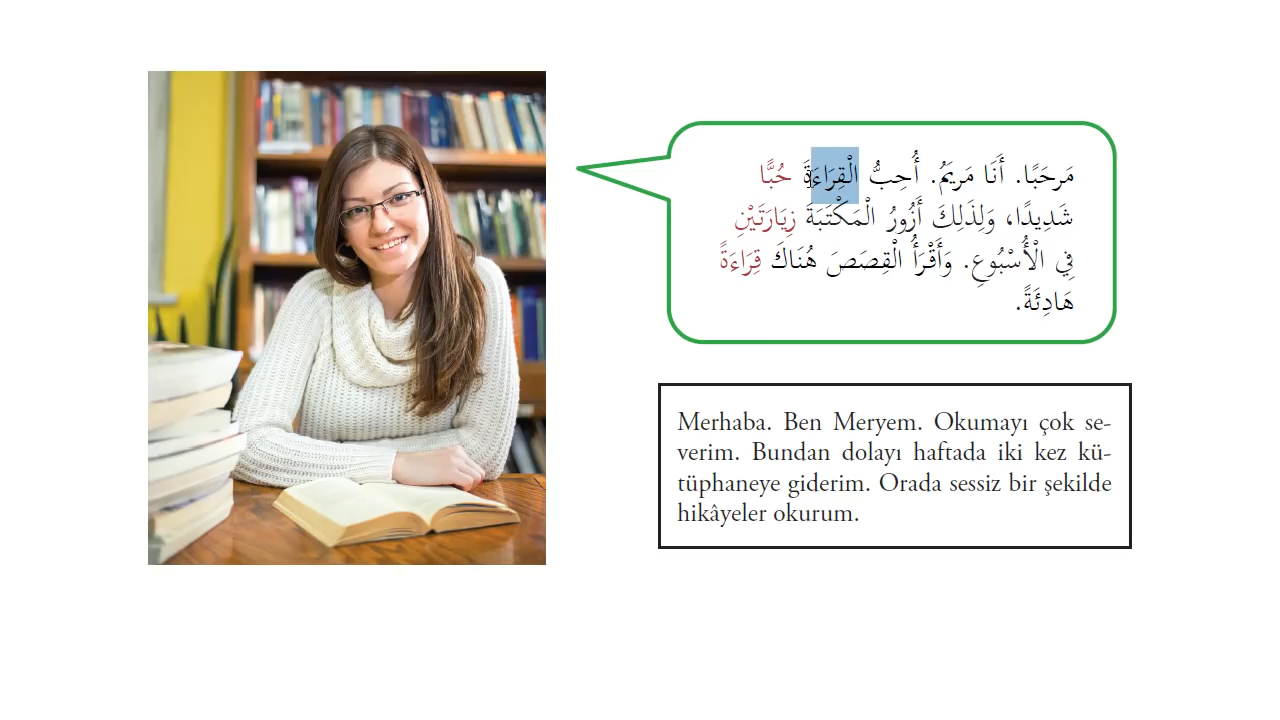 مَرحَبًا. أَنَا مَريَمُ. أُحِبُّ الْقِرَاءَةَ حُبًّا
شَدِيدًا، وَلِذَلِكَ أَزُورُ الْمَكْتَبَةَ زِيَارَتَيْنِ
فِي الْأُسْبُوعِ. وَأَقْرَأُ الْقِصَصَ هُنَاكَ قِرَاءَةً
هَادِئَةً.
Merhaba. Ben Meryem. Okumayı çok se-
verim. Bundan dolayı haftada iki kez kü-
tüphaneye giderim. Orada sessiz bir şekilde
hikâyeler okurum.